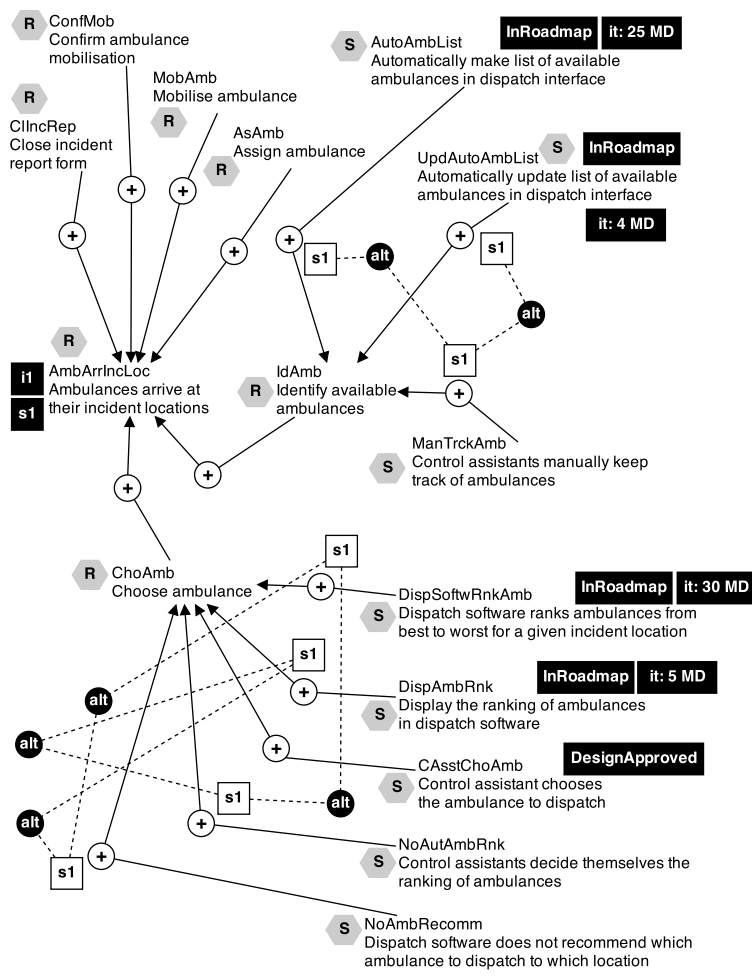 R
ConfMob
Confirm ambulance
mobilisation
S
AutoAmbList
InRoadmap
it: 25 MD
Automatically make list of available
ambulances in dispatch interface
MobAmb
Mobilise ambulance
R
R
ClIncRep
Close incident
report form
AsAmb
Assign ambulance
R
UpdAutoAmbList
S
InRoadmap
Automatically update list of available
ambulances in dispatch interface
it: 4 MD
+
+
+
+
+
+
s1
alt
s1
alt
s1
R
i1
s1
AmbArrIncLoc
Ambulances arrive at
their incident locations
R
IdAmb
Identify available
ambulances
+
ManTrckAmb
S
Control assistants manually keep
track of ambulances
+
+
s1
R
ChoAmb
Choose ambulance
+
DispSoftwRnkAmb
InRoadmap
it: 30 MD
S
Dispatch software ranks ambulances from
best to worst for a given incident location
s1
+
DispAmbRnk
InRoadmap
it: 5 MD
S
Display the ranking of ambulances
in dispatch software
alt
alt
+
CAsstChoAmb
DesignApproved
S
Control assistant chooses
the ambulance to dispatch
s1
alt
alt
+
NoAutAmbRnk
S
Control assistants decide themselves the
ranking of ambulances
+
s1
S
NoAmbRecomm
Dispatch software does not recommend which
ambulance to dispatch to which location